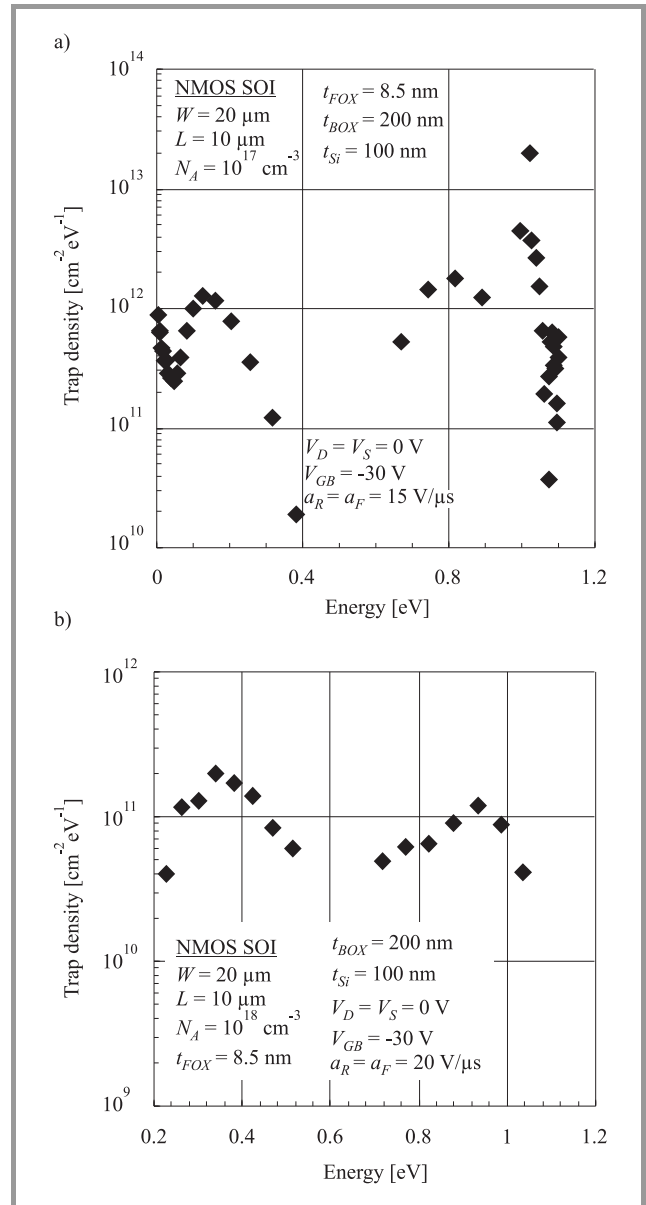 a)
10^14
10^13
10^12
10^11
10^10
Trap density [cm^-2 eV^-1]
NMOS SOI
W = 20 µm
L = 10 µm
N_A = 10^17 cm^-3
t_FOX = 8.5 nm
t_BOX = 200 nm
t_Si = 100 nm
V_D = V_S = 0 V
V_GB = -30 V
a_R = a_F = 15 V/µs
0 0.4 0.8 1.2
Energy [eV]
b)
10^12
10^11
10^10
10^9
Trap density [cm^-2 eV^-1]
NMOS SOI
W = 20 µm
L = 10 µm
N_A = 10^18 cm^-3
t_FOX = 8.5 nm
t_BOX = 200 nm
t_Si = 100 nm
V_D = V_S = 0 V
V_GB = -30 V
a_R = a_F = 20 V/µs
0.2 0.4 0.6 0.8 1 1.2
Energy [eV]